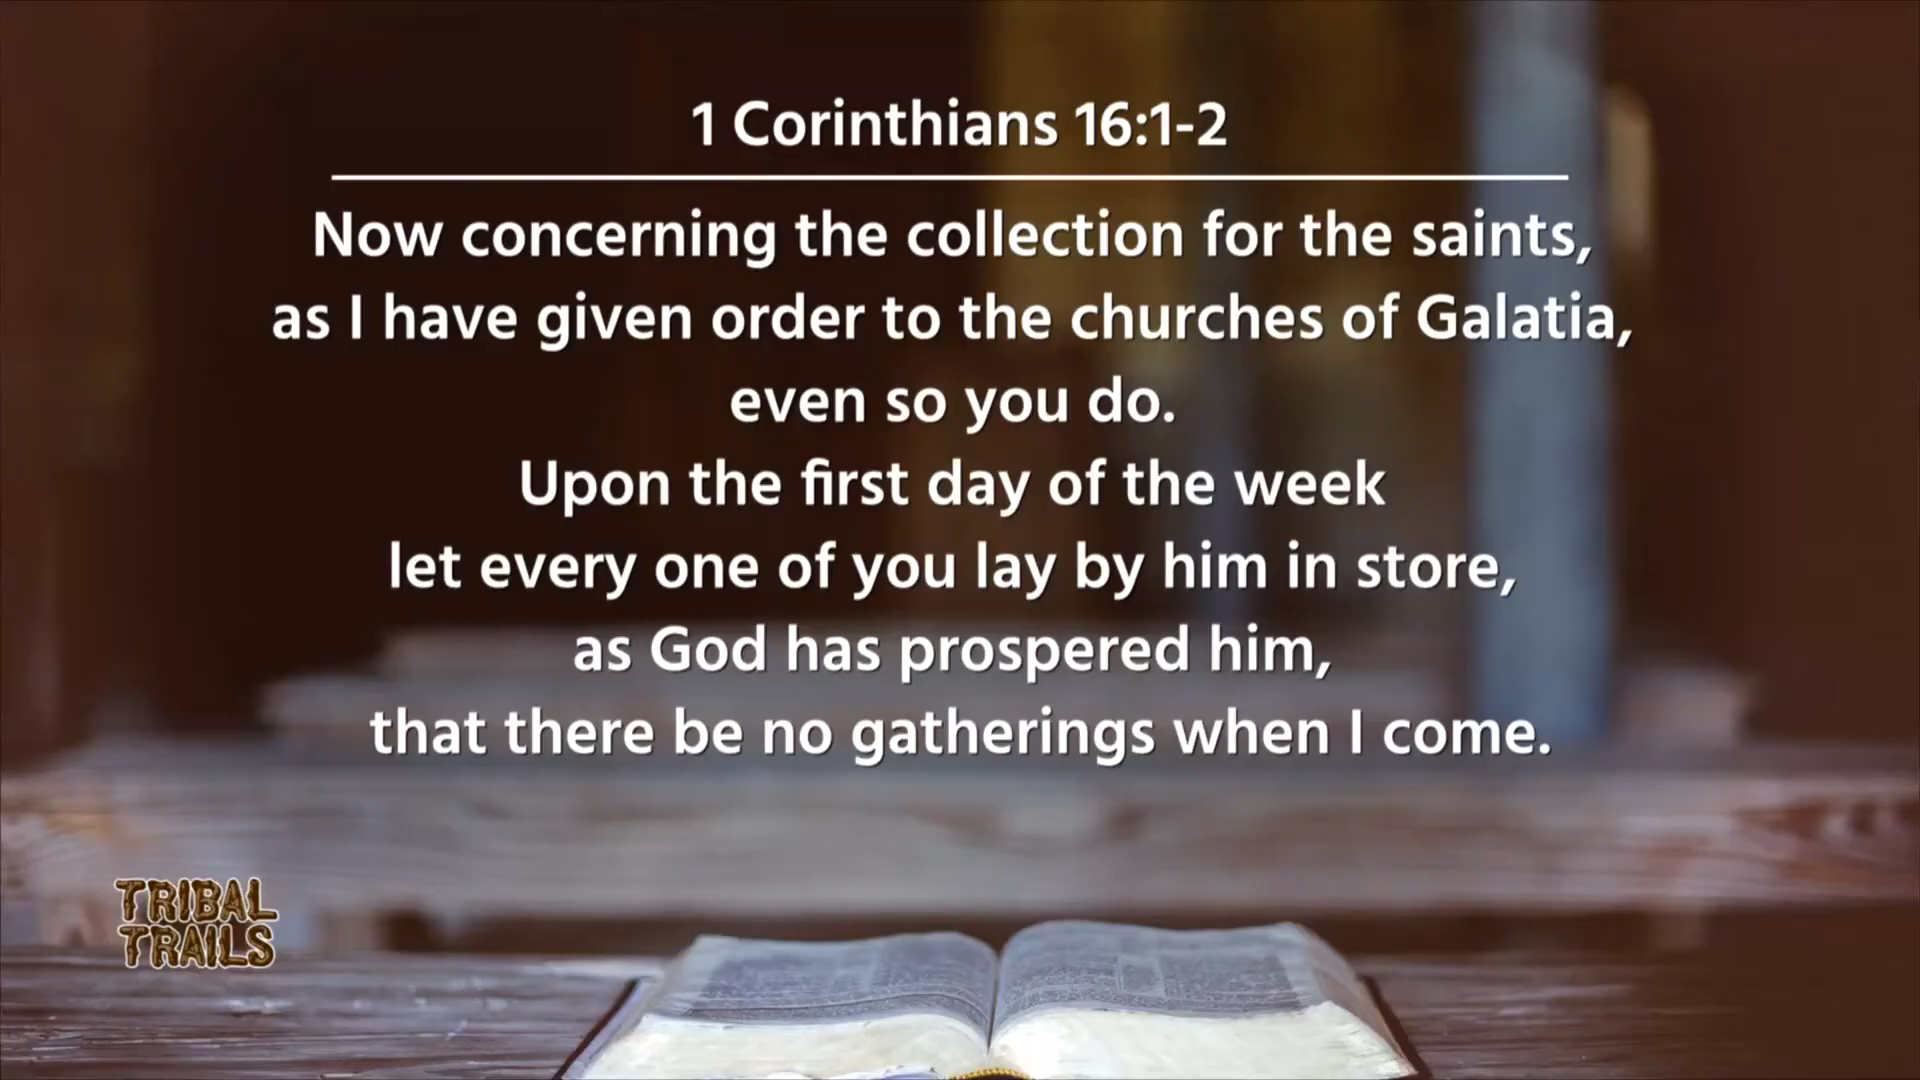 1 Corinthians 16:1-2
Now concerning the collection for the saints,
as I have given order to the churches of Galatia,
even so you do.
Upon the first day of the week
let every one of you lay by him in store,
as God has prospered him,
that there be no gatherings when I come.
TRIBAL
TRAILS